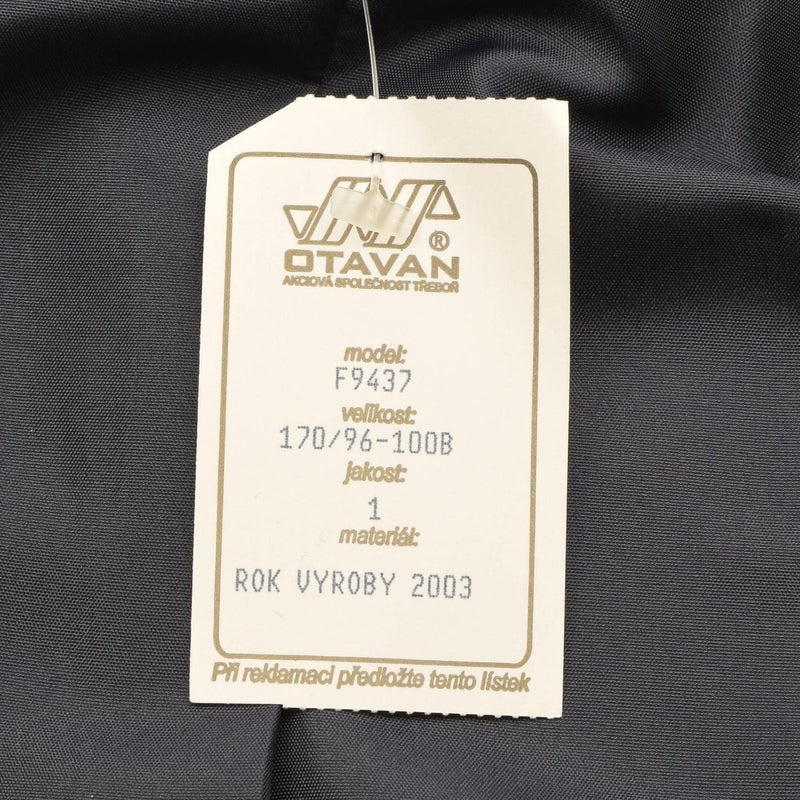 ®
OTAVAN
AKCIOVÁ SPOLEČNOST TŘEBOŇ
model:
F9437
velikost:
170/96-100B
jakost:
1
materiál:
ROK VYROBY 2003
Při reklamaci předložte tento lístek